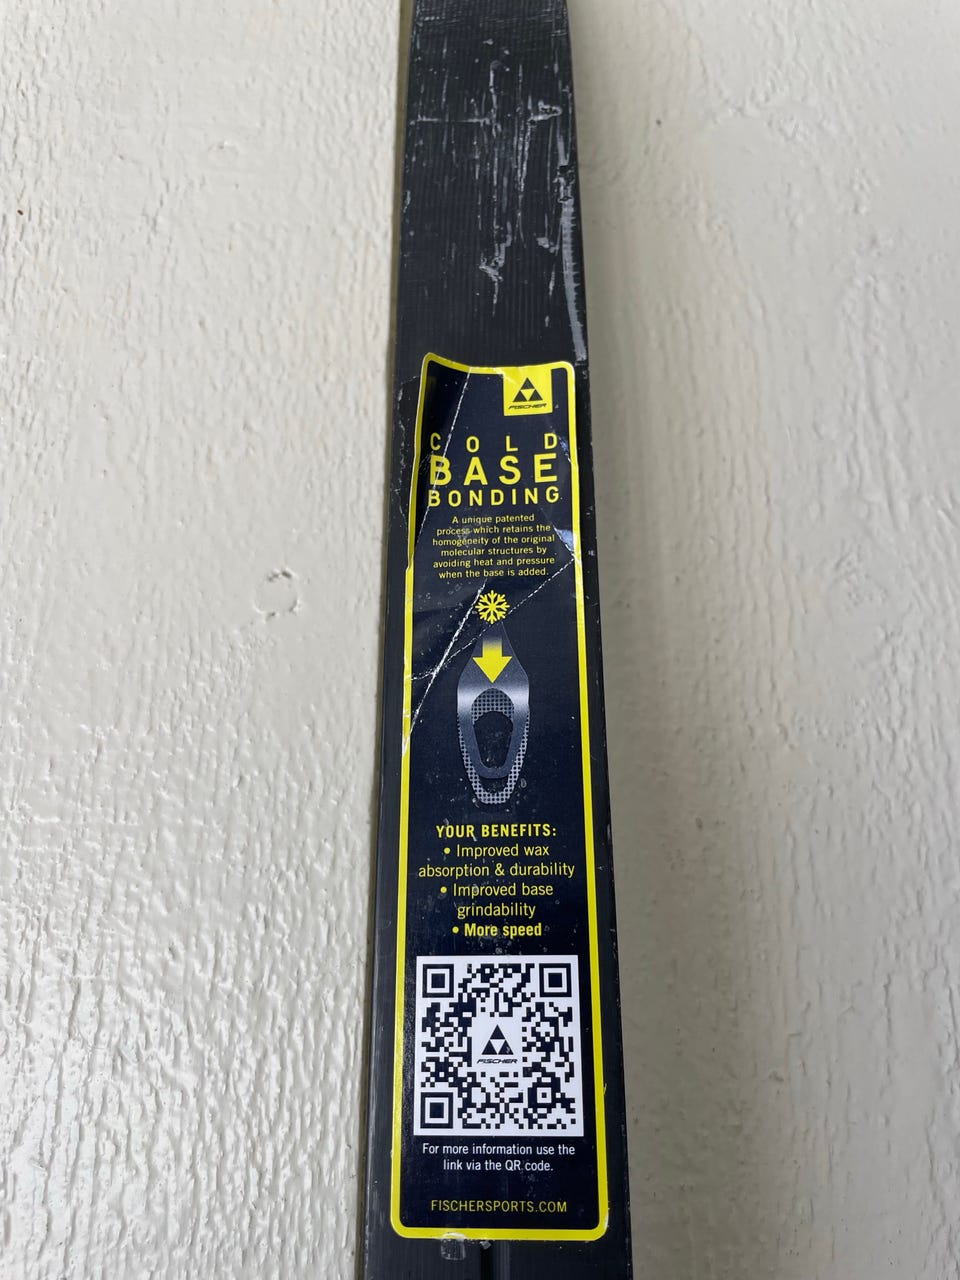 FISCHER
COLD
BASE
BONDING
A unique patented
process which retains the
homogeneity of the original
molecular structures by
avoiding heat and pressure
when the base is added.
YOUR BENEFITS:
• Improved wax
absorption & durability
• Improved base
grindability
• More speed
FISCHER
For more information use the
link via the QR code.
FISCHERSPORTS.COM